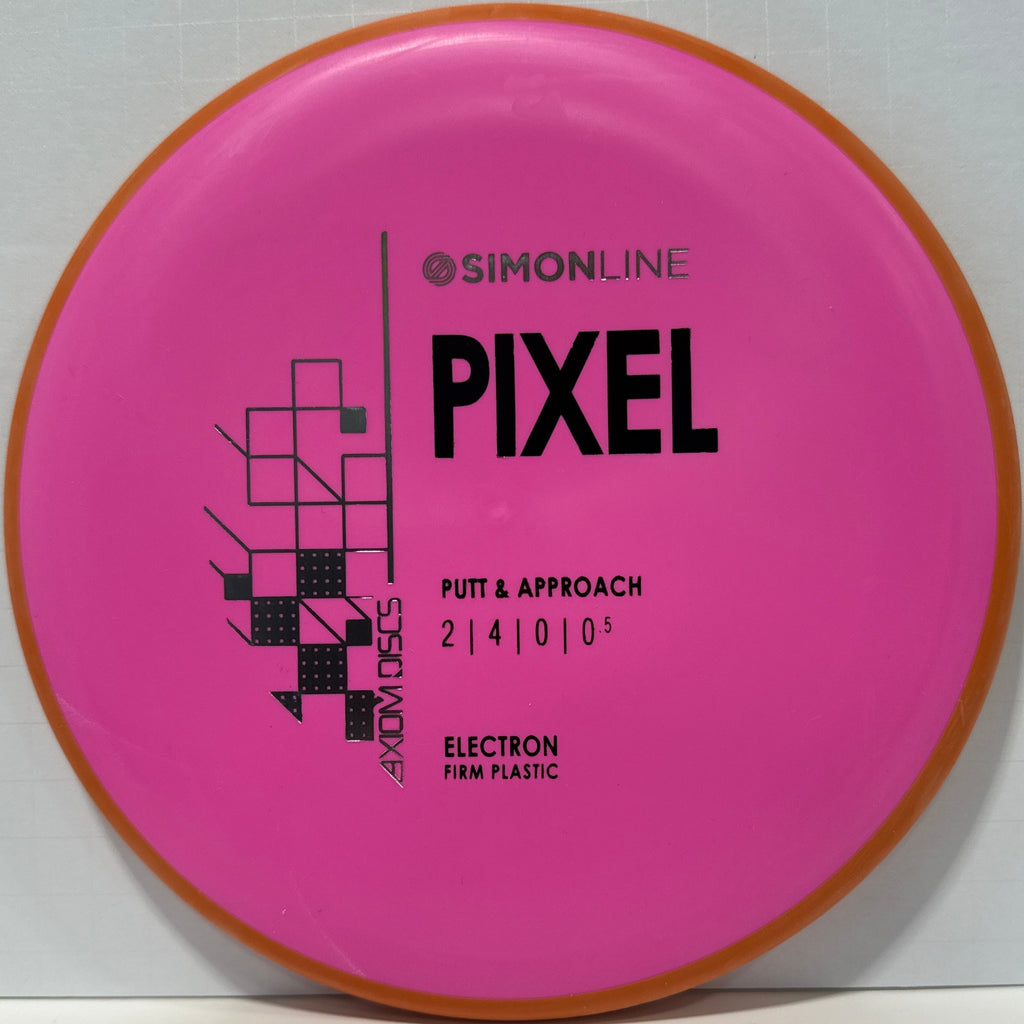 SIMONLINE
PIXEL
PUTT & APPROACH
2 | 4 | 0 | 0.5
ELECTRON
FIRM PLASTIC
AXIOM DISCS